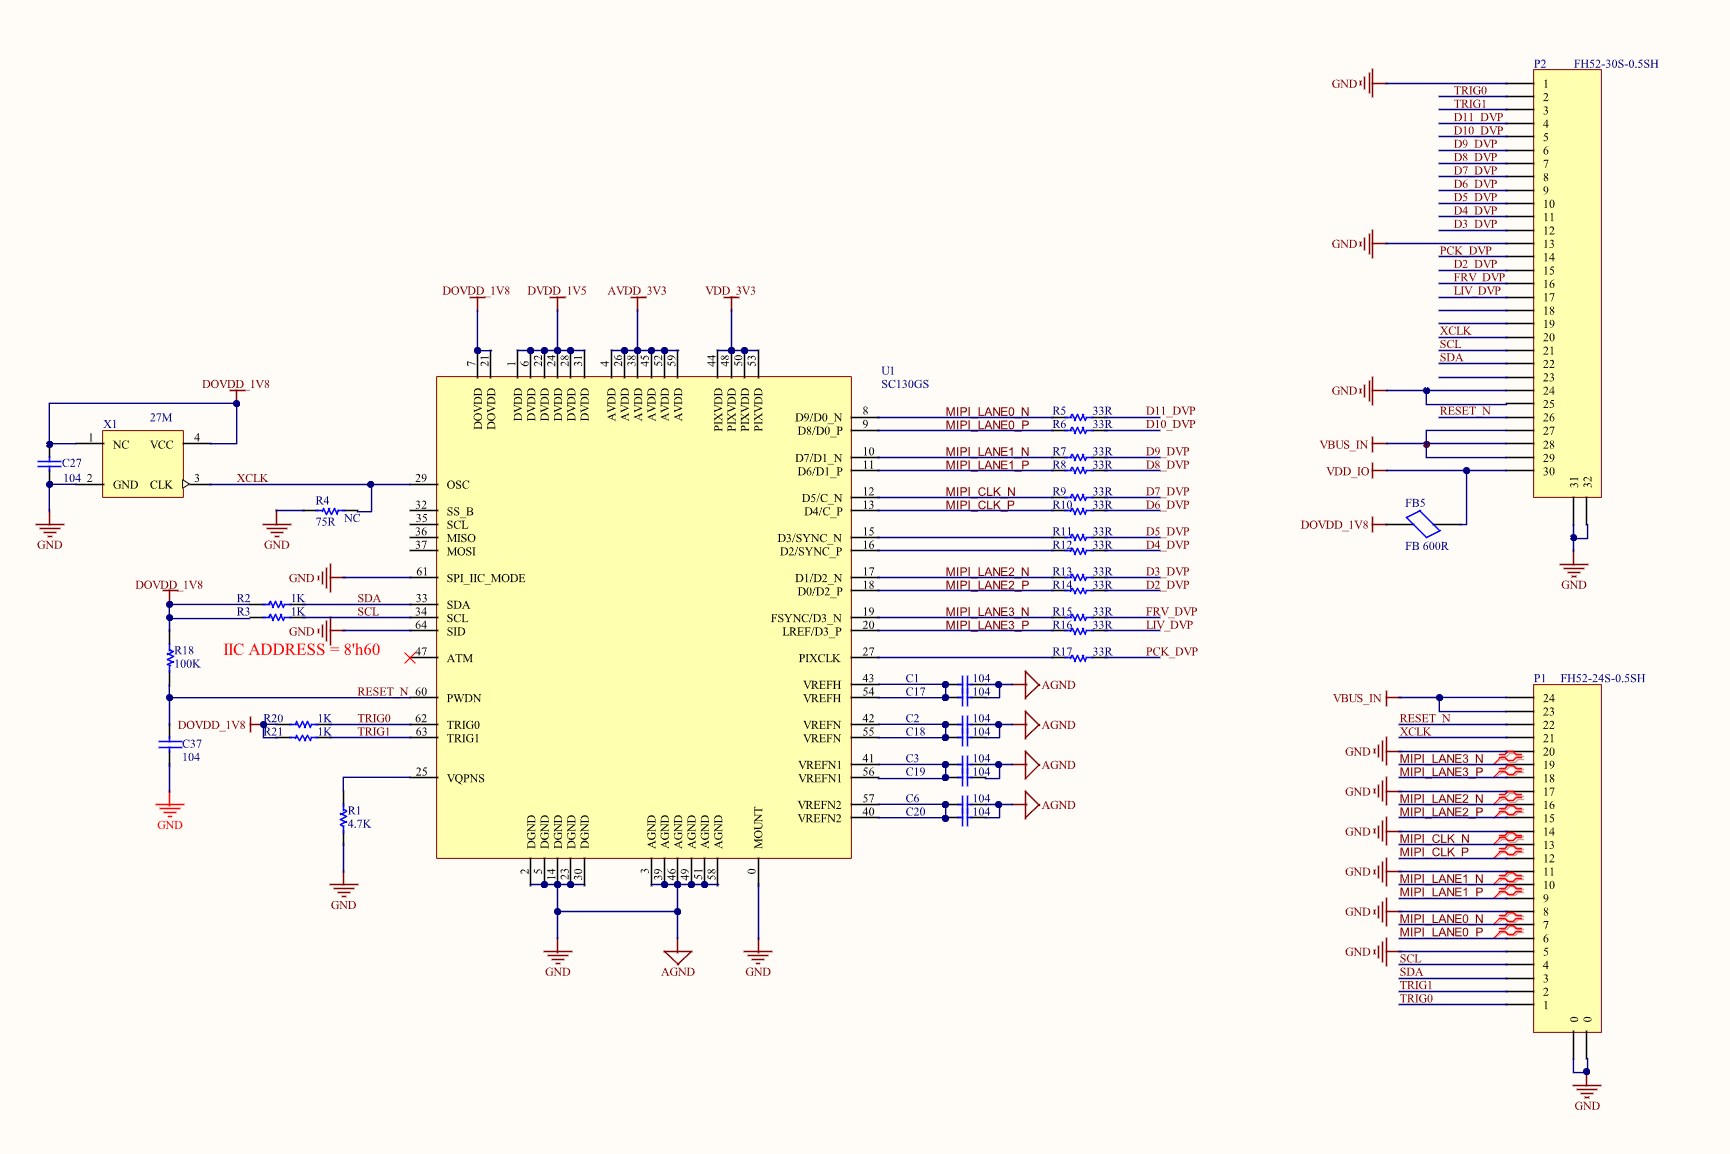 DOVDD_1V8
27M
X1
1
NC
VCC
4
C27
104
2
GND
CLK
3
XCLK
R4
75R
NC
GND
GND
DOVDD_1V8
R2
1K
SDA
R3
1K
SCL
GND
GND
IIC ADDRESS = 8'h60
R18
100K
RESET_N
DOVDD_1V8
R20
1K
TRIG0
R21
1K
TRIG1
C37
104
GND
R1
4.7K
GND
DOVDD_1V8
DVDD_1V5
AVDD_3V3
VDD_3V3
7
21
1
6
22
24
28
31
4
26
38
45
52
59
44
48
50
53
DOVDD
DOVDD
DVDD
DVDD
DVDD
DVDD
DVDD
DVDD
AVDD
AVDD
AVDD
AVDD
AVDD
AVDD
PIXVDD
PIXVDD
PIXVDD
PIXVDD
U1
SC130GS
29 OSC
32 SS_B
35 SCL
36 MISO
37 MOSI
61 SPI_IIC_MODE
33 SDA
34 SCL
64 SID
47 ATM
60 PWDN
62 TRIG0
63 TRIG1
25 VQPNS
D9/D0_N 8 MIPI_LANE0_N R5 33R D11_DVP
D8/D0_P 9 MIPI_LANE0_P R6 33R D10_DVP
D7/D1_N 10 MIPI_LANE1_N R7 33R D9_DVP
D6/D1_P 11 MIPI_LANE1_P R8 33R D8_DVP
D5/C_N 12 MIPI_CLK_N R9 33R D7_DVP
D4/C_P 13 MIPI_CLK_P R10 33R D6_DVP
D3/SYNC_N 15 R11 33R D5_DVP
D2/SYNC_P 16 R12 33R D4_DVP
D1/D2_N 17 MIPI_LANE2_N R13 33R D3_DVP
D0/D2_P 18 MIPI_LANE2_P R14 33R D2_DVP
FSYNC/D3_N 19 MIPI_LANE3_N R15 33R FRV_DVP
LREF/D3_P 20 MIPI_LANE3_P R16 33R LIV_DVP
PIXCLK 27 R17 33R PCK_DVP
VREFH 43 C1 104 AGND
VREFH 54 C17 104
VREFN 42 C2 104 AGND
VREFN 55 C18 104
VREFN1 41 C3 104 AGND
VREFN1 56 C19 104
VREFN2 57 C6 104 AGND
VREFN2 40 C20 104
DGND
DGND
DGND
DGND
DGND
AGND
AGND
AGND
AGND
AGND
AGND
MOUNT
2
5
14
23
30
3
39
46
49
51
58
0
GND
AGND
GND
P2 FH52-30S-0.5SH
GND 1
TRIG0 2
TRIG1 3
D11_DVP 4
D10_DVP 5
D9_DVP 6
D8_DVP 7
D7_DVP 8
D6_DVP 9
D5_DVP 10
D4_DVP 11
D3_DVP 12
GND 13
PCK_DVP 14
D2_DVP 15
FRV_DVP 16
LIV_DVP 17
18
19
XCLK 20
SCL 21
SDA 22
23
GND 24
25
RESET_N 26
27
VBUS_IN 28
29
VDD_IO 30
31
32
FB5
DOVDD_1V8
FB 600R
GND
P1 FH52-24S-0.5SH
VBUS_IN 24
23
RESET_N 22
XCLK 21
GND 20
MIPI_LANE3_N 19
MIPI_LANE3_P 18
GND 17
MIPI_LANE2_N 16
MIPI_LANE2_P 15
GND 14
MIPI_CLK_N 13
MIPI_CLK_P 12
GND 11
MIPI_LANE1_N 10
MIPI_LANE1_P 9
GND 8
MIPI_LANE0_N 7
MIPI_LANE0_P 6
GND 5
SCL 4
SDA 3
TRIG1 2
TRIG0 1
0
0
GND